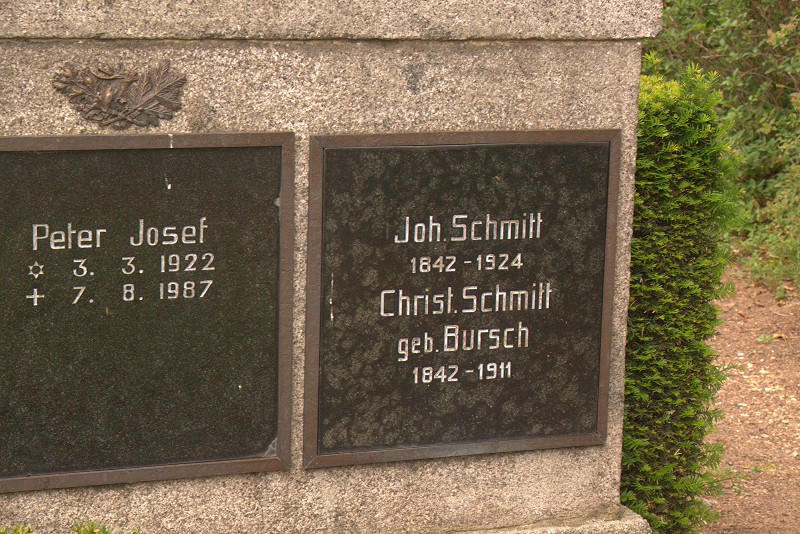 Peter Josef
✡ 3. 3. 1922
✝ 7. 8. 1987
Joh. Schmitt
1842-1924
Christ. Schmitt
geb. Bursch
1842-1911